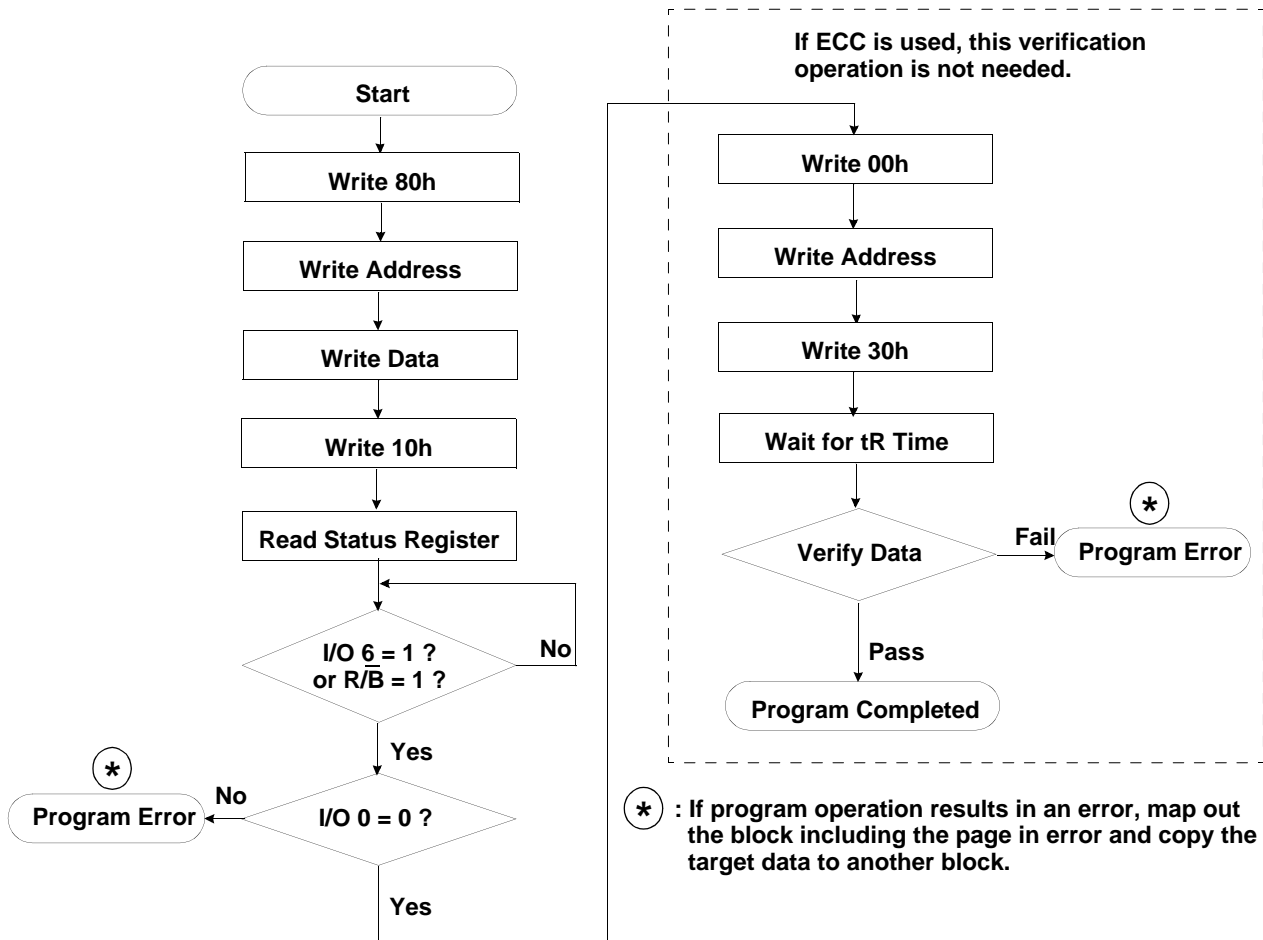 Start
Write 80h
Write Address
Write Data
Write 10h
Read Status Register
I/O 6 = 1 ?
or R/B̅ = 1 ?
No
Yes
*
No
Program Error
I/O 0 = 0 ?
Yes
If ECC is used, this verification
operation is not needed.
Write 00h
Write Address
Write 30h
Wait for tR Time
*
Verify Data
Fail
Program Error
Pass
Program Completed
* : If program operation results in an error, map out
the block including the page in error and copy the
target data to another block.